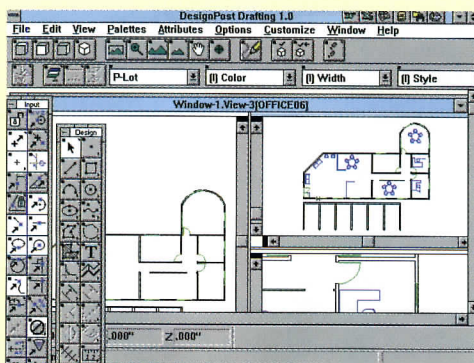 DesignPost Drafting 1.0
File Edit View Palettes Attributes Options Customize Window Help
P-Lot (I) Color (I) Width (I) Style
Input
Window-1.View-3[OFFICE06]
Design
T
.000" Z .000"